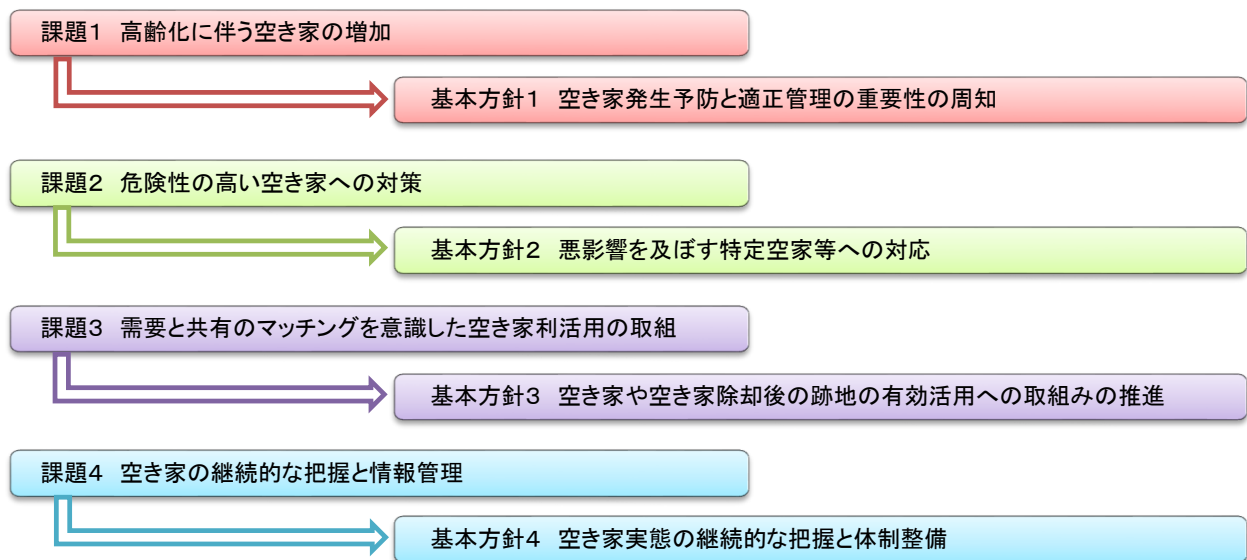 課題1 高齢化に伴う空き家の増加
基本方針1 空き家発生予防と適正管理の重要性の周知
課題2 危険性の高い空き家への対策
基本方針2 悪影響を及ぼす特定空家等への対応
課題3 需要と共有のマッチングを意識した空き家利活用の取組
基本方針3 空き家や空き家除却後の跡地の有効活用への取組みの推進
課題4 空き家の継続的な把握と情報管理
基本方針4 空き家実態の継続的な把握と体制整備